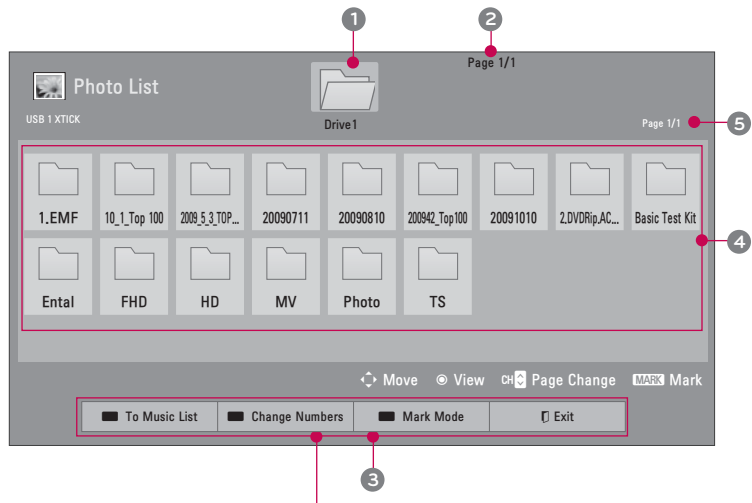 1
2
Page 1/1
Photo List
USB 1 XTICK
Drive1
Page 1/1
5
1.EMF
10_1_Top 100
2009_5_3_TOP...
20090711
20090810
200942_Top100
20091010
2.DVDRip.AC...
Basic Test Kit
4
Ental
FHD
HD
MV
Photo
TS
Move
View
CH Page Change
MARK Mark
To Music List
Change Numbers
Mark Mode
Exit
3